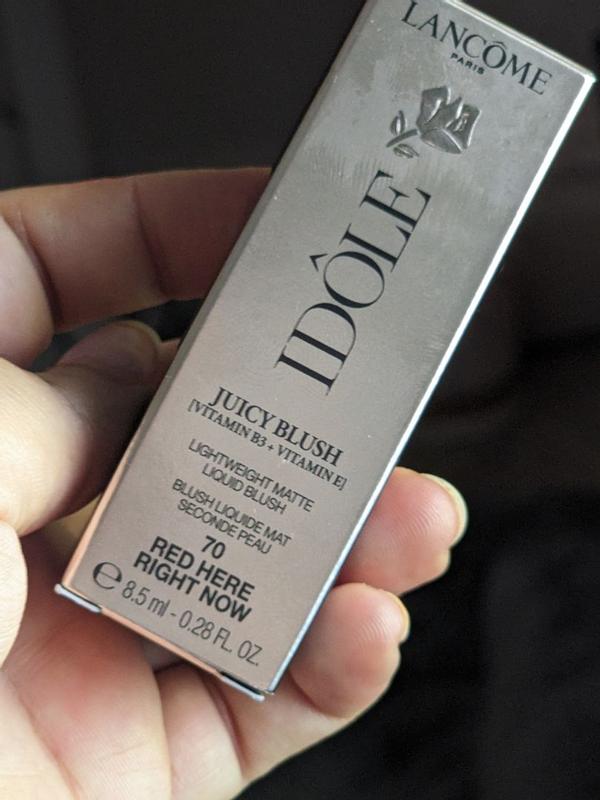 LANCÔME
PARIS
IDÔLE
JUICY BLUSH
[VITAMIN B3 + VITAMIN E]
LIGHTWEIGHT MATTE
LIQUID BLUSH
BLUSH LIQUIDE MAT
SECONDE PEAU
70
RED HERE
RIGHT NOW
℮ 8.5 ml - 0.28 FL. OZ.